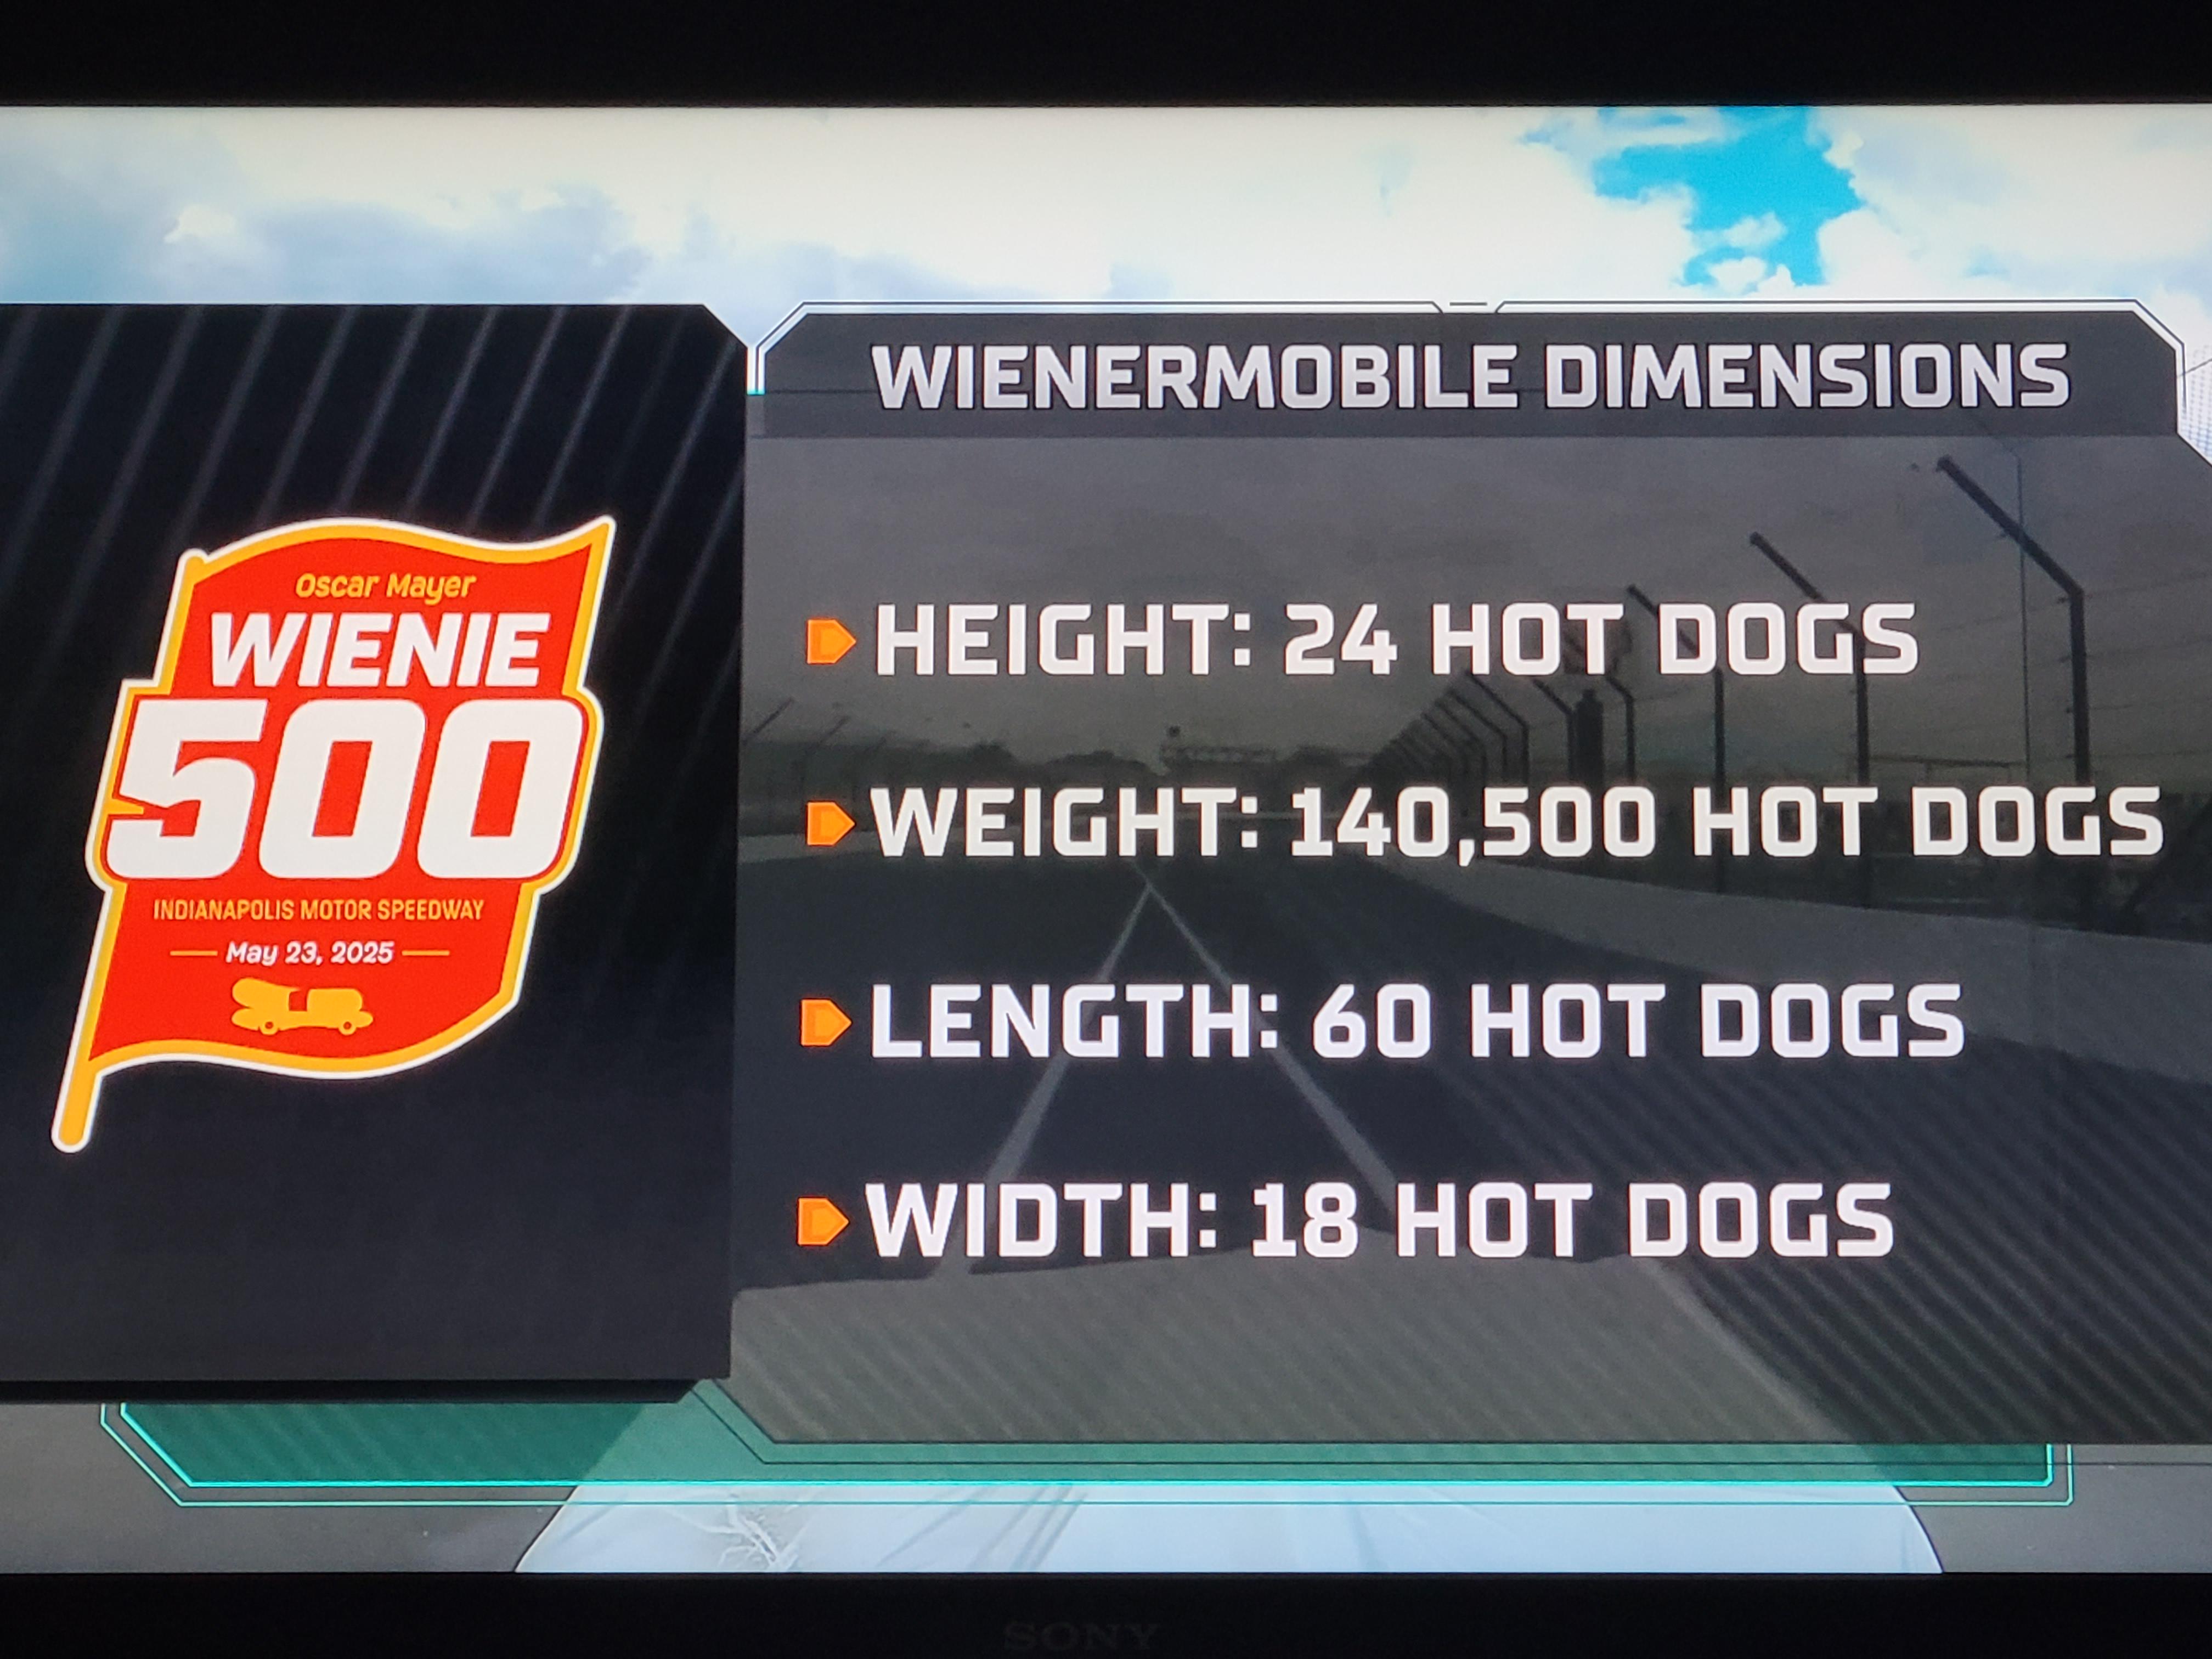 WIENERMOBILE DIMENSIONS
Oscar Mayer
WIENIE
500
INDIANAPOLIS MOTOR SPEEDWAY
May 23, 2025
HEIGHT: 24 HOT DOGS
WEIGHT: 140,500 HOT DOGS
LENGTH: 60 HOT DOGS
WIDTH: 18 HOT DOGS
SONY